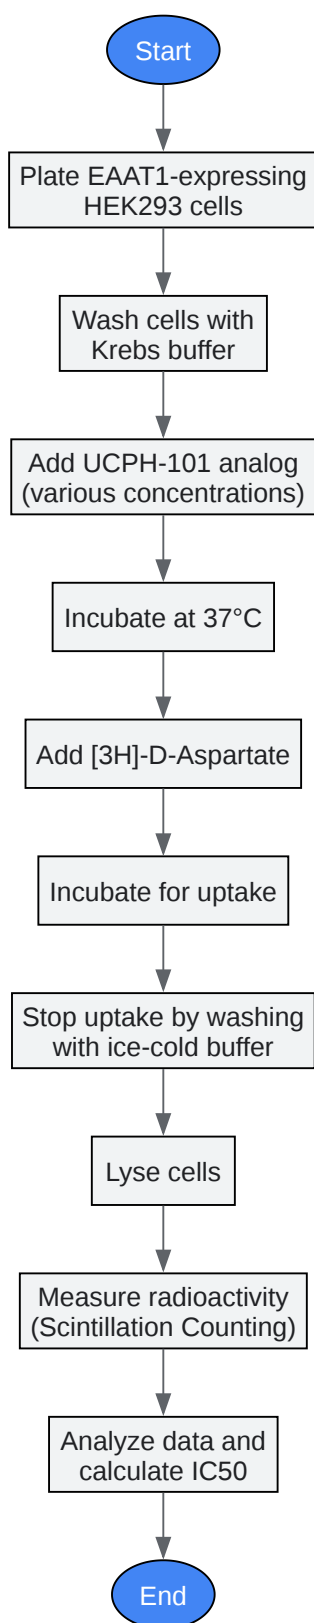 Start
Plate EAAT1-expressing
HEK293 cells
Wash cells with
Krebs buffer
Add UCPH-101 analog
(various concentrations)
Incubate at 37°C
Add [3H]-D-Aspartate
Incubate for uptake
Stop uptake by washing
with ice-cold buffer
Lyse cells
Measure radioactivity
(Scintillation Counting)
Analyze data and
calculate IC50
End